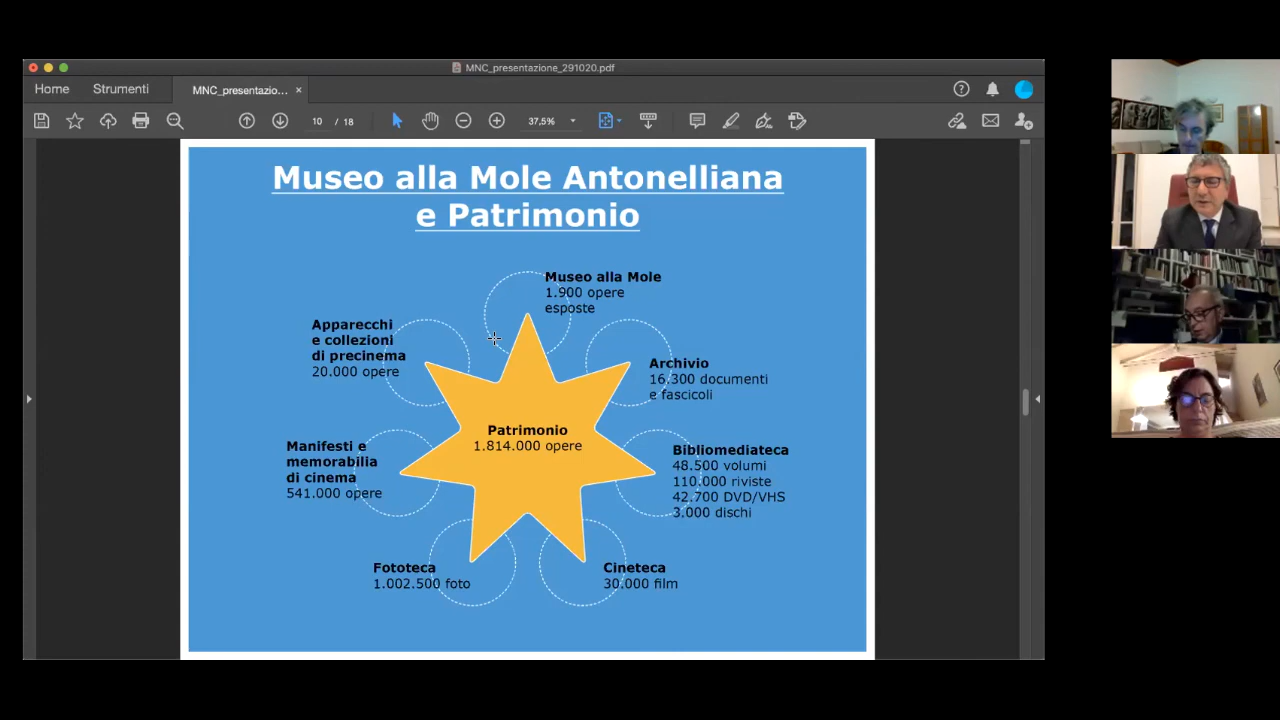 MNC_presentazione_291020.pdf
Home
Strumenti
MNC_presentazio... ×
10 / 18
37,5%
Museo alla Mole Antonelliana
e Patrimonio
Museo alla Mole
1.900 opere
esposte
Apparecchi
e collezioni
di precinema
20.000 opere
Archivio
16.300 documenti
e fascicoli
Patrimonio
1.814.000 opere
Manifesti e
memorabilia
di cinema
541.000 opere
Bibliomediateca
48.500 volumi
110.000 riviste
42.700 DVD/VHS
3.000 dischi
Fototeca
1.002.500 foto
Cineteca
30.000 film